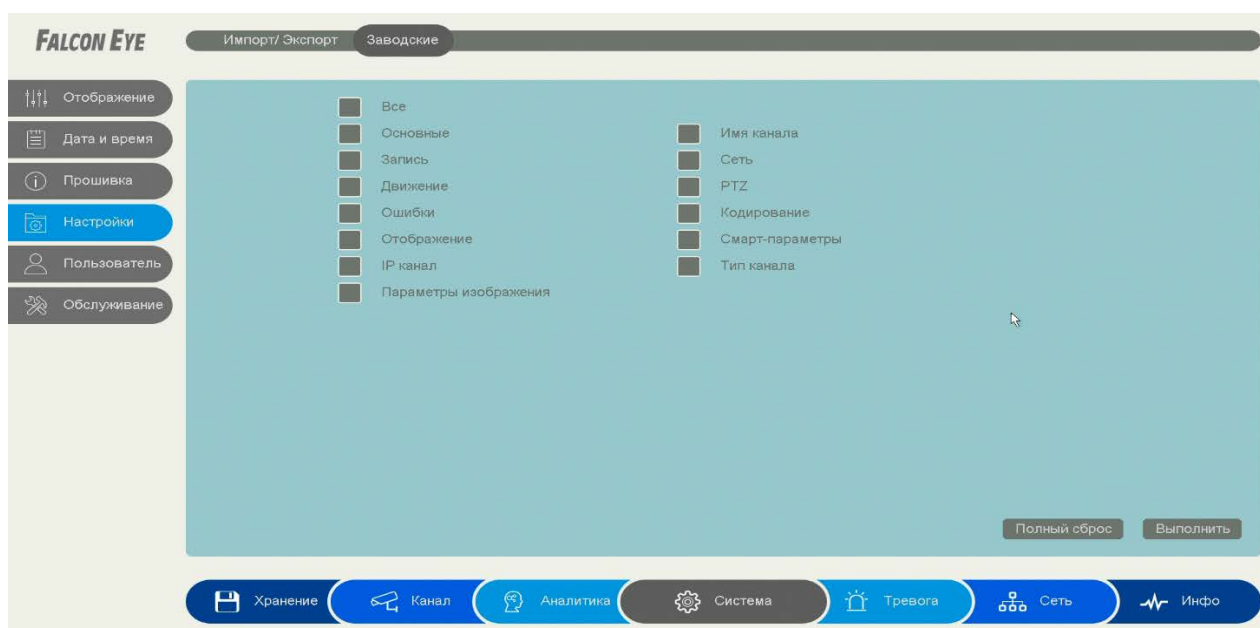 FALCON EYE
Импорт/ Экспорт
Заводские
Отображение
Дата и время
Прошивка
Настройки
Пользователь
Обслуживание
Все
Основные
Имя канала
Запись
Сеть
Движение
PTZ
Ошибки
Кодирование
Отображение
Смарт-параметры
IP канал
Тип канала
Параметры изображения
Полный сброс
Выполнить
Хранение
Канал
Аналитика
Система
Тревога
Сеть
Инфо